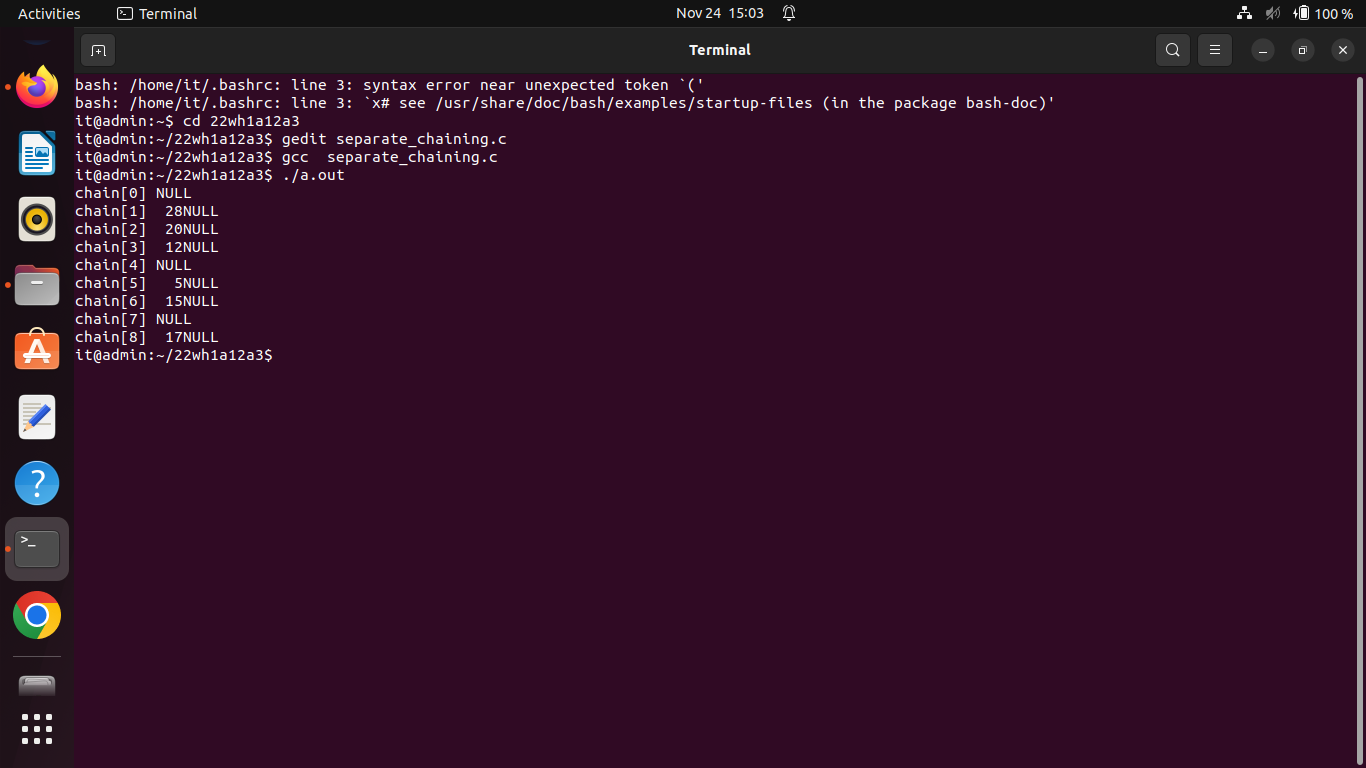 Activities Terminal Nov 24 15:03 100 %
Terminal
bash: /home/it/.bashrc: line 3: syntax error near unexpected token `('
bash: /home/it/.bashrc: line 3: `x# see /usr/share/doc/bash/examples/startup-files (in the package bash-doc)'
it@admin:~$ cd 22wh1a12a3
it@admin:~/22wh1a12a3$ gedit separate_chaining.c
it@admin:~/22wh1a12a3$ gcc  separate_chaining.c
it@admin:~/22wh1a12a3$ ./a.out
chain[0] NULL
chain[1]  28NULL
chain[2]  20NULL
chain[3]  12NULL
chain[4] NULL
chain[5]   5NULL
chain[6]  15NULL
chain[7] NULL
chain[8]  17NULL
it@admin:~/22wh1a12a3$